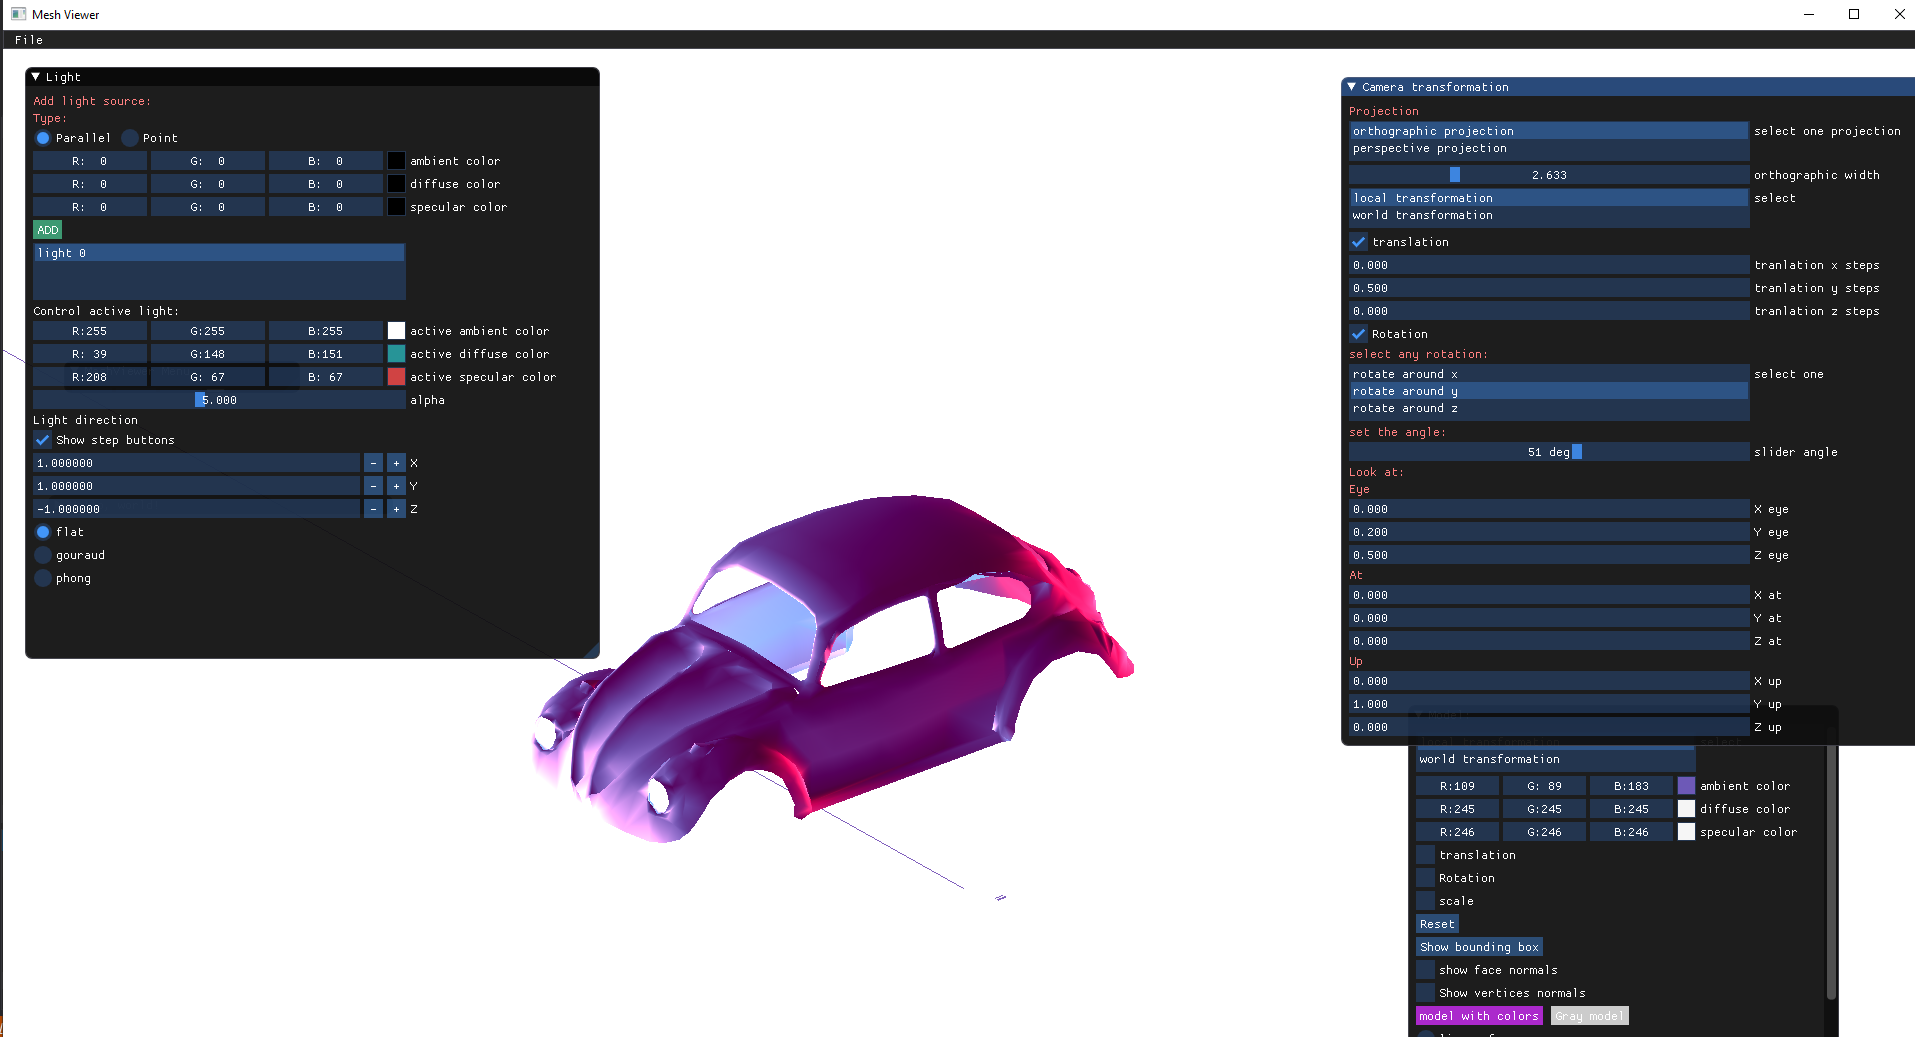 Mesh Viewer
File
Light
Add light source:
Type:
Parallel Point
R: 0 G: 0 B: 0 ambient color
R: 0 G: 0 B: 0 diffuse color
R: 0 G: 0 B: 0 specular color
ADD
light 0
Control active light:
R:255 G:255 B:255 active ambient color
R: 39 G:148 B:151 active diffuse color
R:208 G: 67 B: 67 active specular color
5.000 alpha
Light direction
Show step buttons
1.000000 - + X
1.000000 - + Y
-1.000000 - + Z
flat
gouraud
phong
Camera transformation
Projection
orthographic projection select one projection
perspective projection
2.633 orthographic width
local transformation select
world transformation
translation
0.000 tranlation x steps
0.500 tranlation y steps
0.000 tranlation z steps
Rotation
select any rotation:
rotate around x select one
rotate around y
rotate around z
set the angle:
51 deg slider angle
Look at:
Eye
0.000 X eye
0.200 Y eye
0.500 Z eye
At
0.000 X at
0.000 Y at
0.000 Z at
Up
0.000 X up
1.000 Y up
0.000 Z up
world transformation
R:109 G: 89 B:183 ambient color
R:245 G:245 B:245 diffuse color
R:246 G:246 B:246 specular color
translation
Rotation
scale
Reset
Show bounding box
show face normals
Show vertices normals
model with colors Gray model